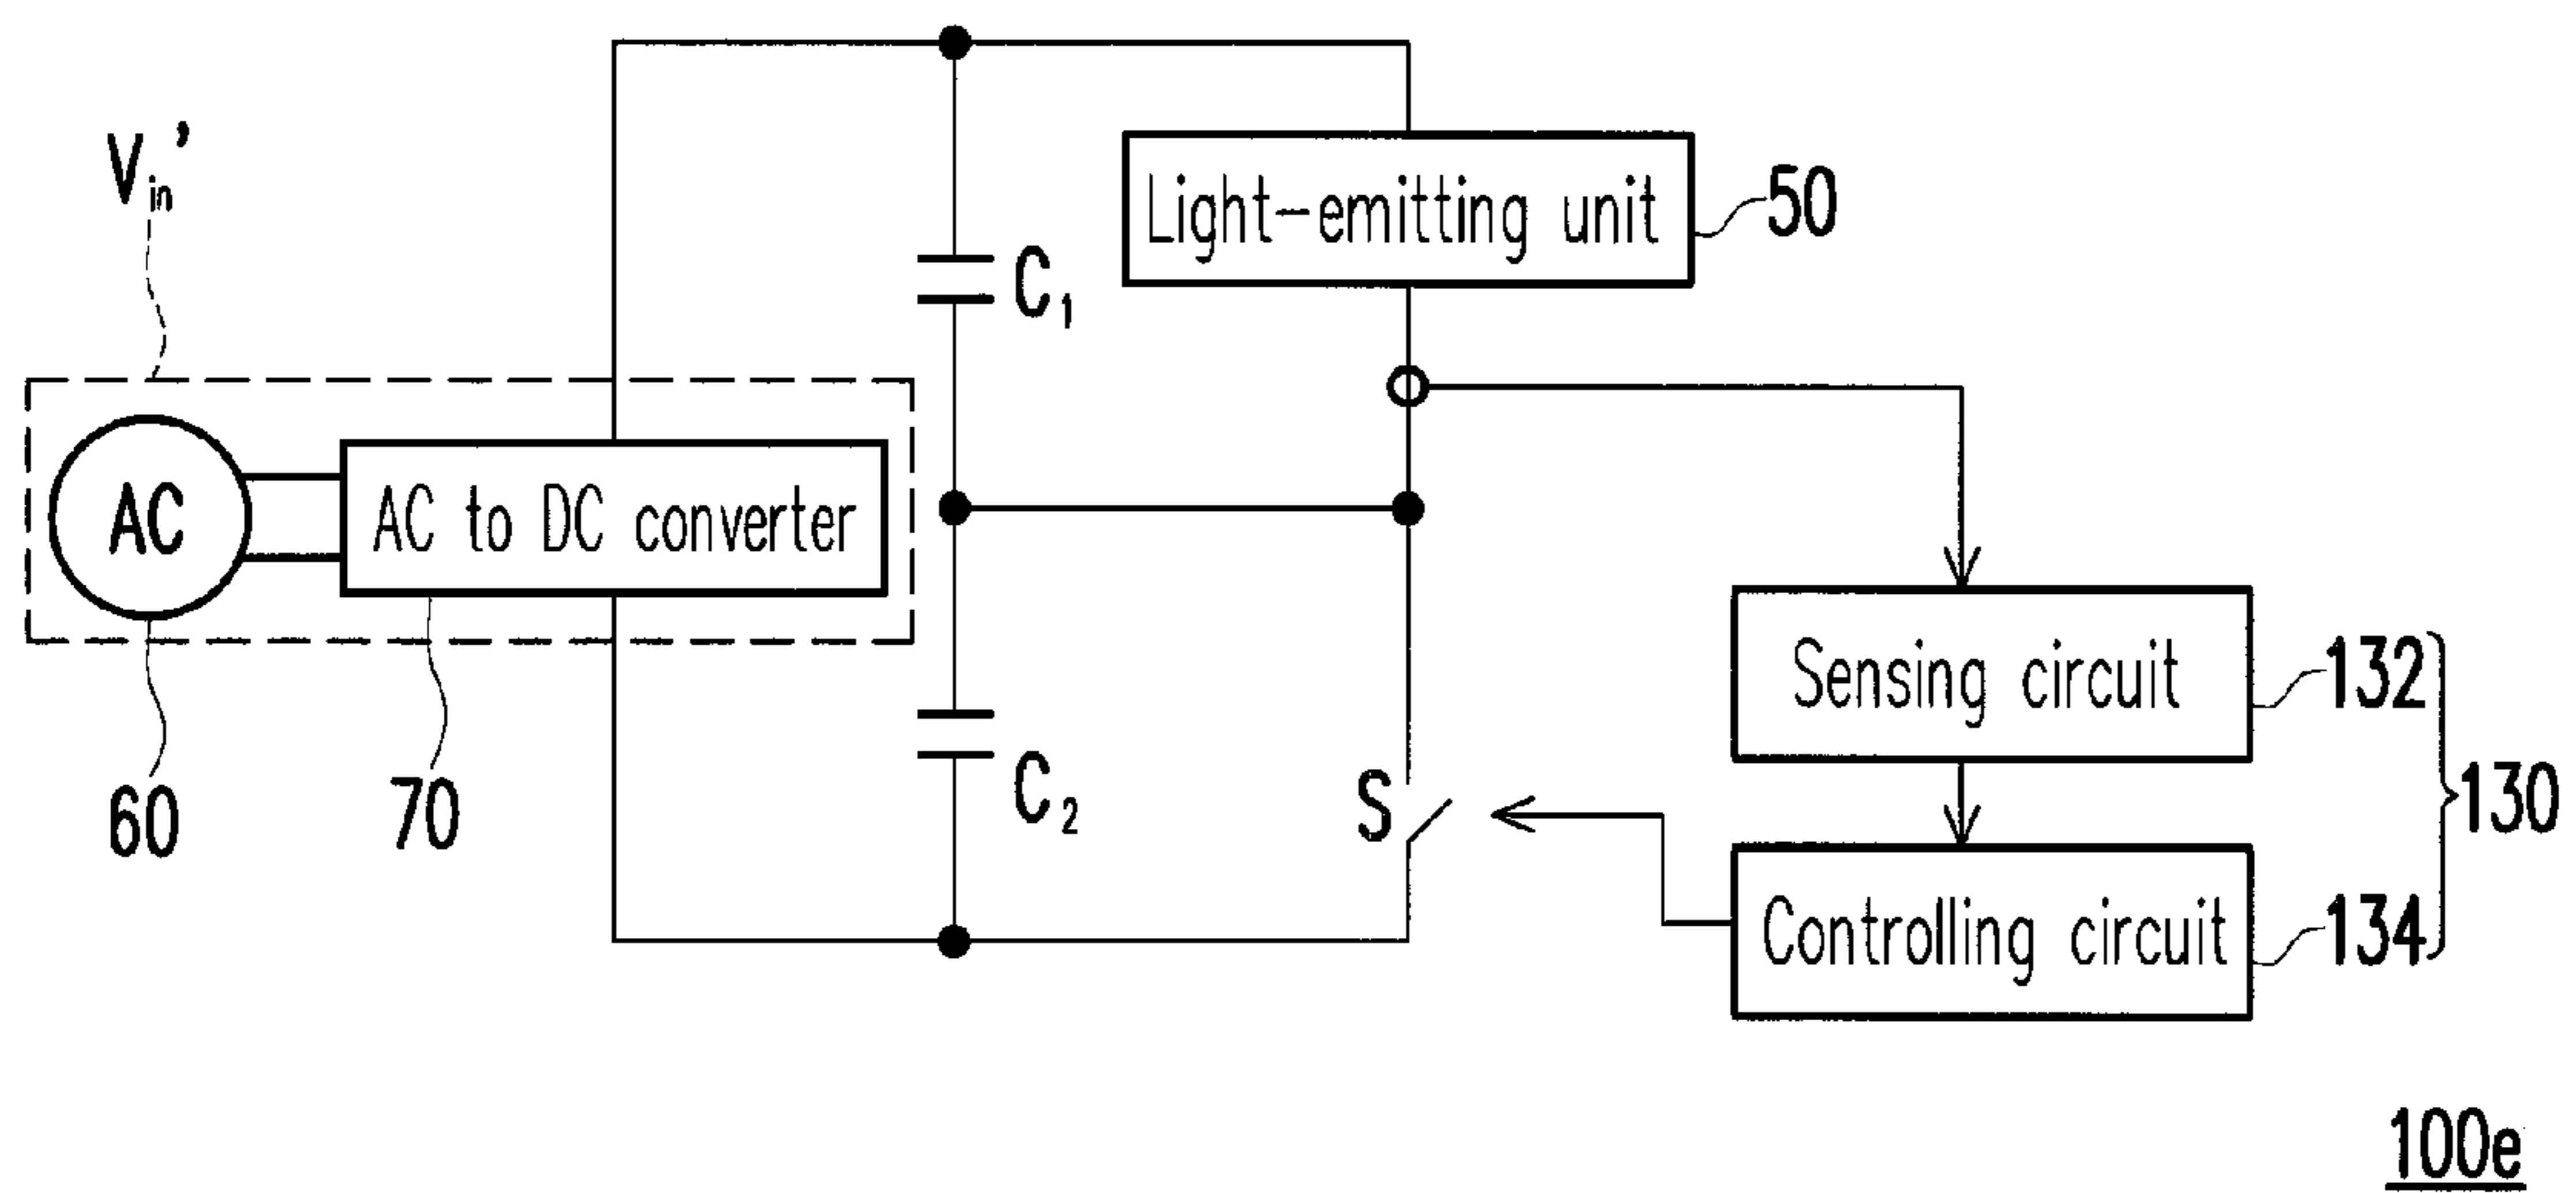 Vin'
Light-emitting unit
50
C1
AC
AC to DC converter
Sensing circuit
132
C2
S
60
70
130
Controlling circuit
134
100e